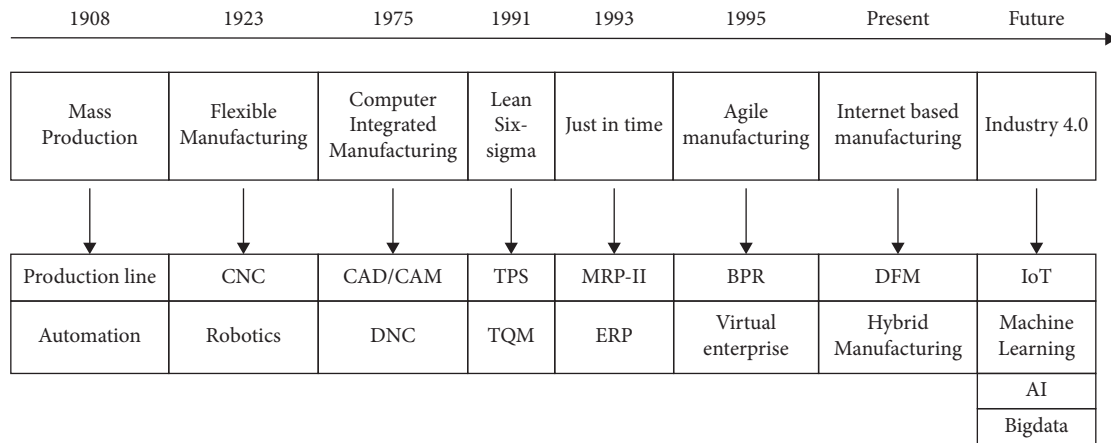 1908 1923 1975 1991 1993 1995 Present Future
Mass
Production
Flexible
Manufacturing
Computer
Integrated
Manufacturing
Lean
Six-
sigma
Just in time
Agile
manufacturing
Internet based
manufacturing
Industry 4.0
Production line CNC CAD/CAM TPS MRP-II BPR DFM IoT
Automation Robotics DNC TQM ERP
Virtual
enterprise
Hybrid
Manufacturing
Machine
Learning
AI
Bigdata